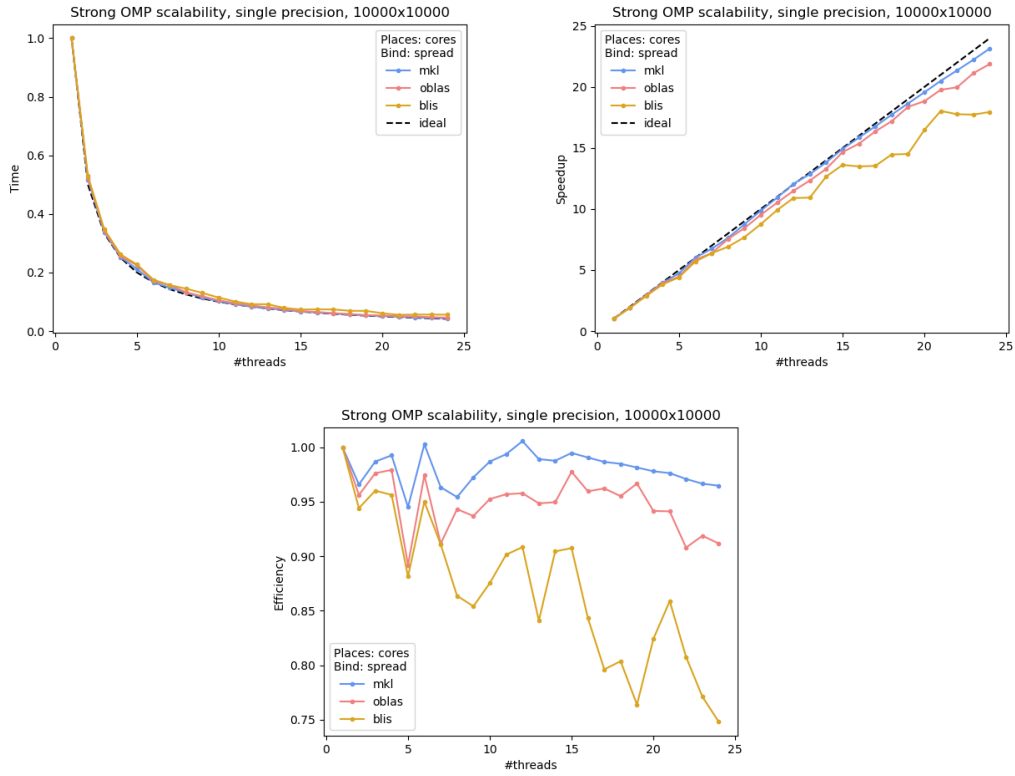 Strong OMP scalability, single precision, 10000x10000
1.0
0.8
0.6
0.4
0.2
0.0
Time
Places: cores
Bind: spread
mkl
oblas
blis
ideal
0
5
10
15
20
25
#threads
Strong OMP scalability, single precision, 10000x10000
20
15
10
5
0
Speedup
Places: cores
Bind: spread
mkl
oblas
blis
ideal
0
5
10
15
20
25
#threads
Strong OMP scalability, single precision, 10000x10000
1.00
0.95
0.90
0.85
0.80
0.75
Efficiency
Places: cores
Bind: spread
mkl
oblas
blis
0
5
10
15
20
25
#threads